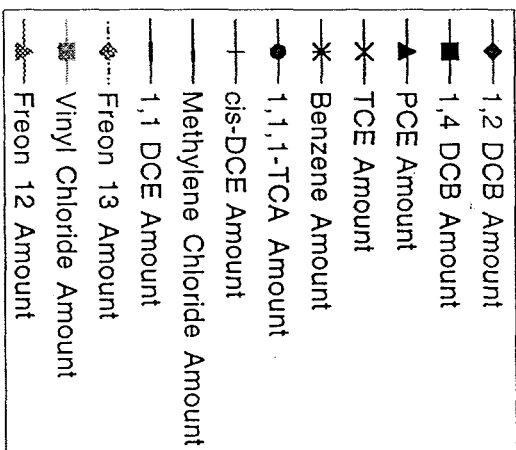 1,2 DCB Amount
1,4 DCB Amount
PCE Amount
TCE Amount
Benzene Amount
1,1,1-TCA Amount
cis-DCE Amount
Methylene Chloride Amount
1,1 DCE Amount
Freon 13 Amount
Vinyl Chloride Amount
Freon 12 Amount